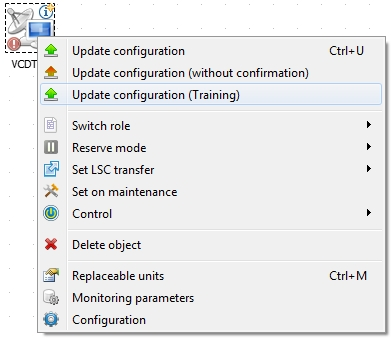 VCDT
Update configuration Ctrl+U
Update configuration (without confirmation)
Update configuration (Training)
Switch role
Reserve mode
Set LSC transfer
Set on maintenance
Control
Delete object
Replaceable units Ctrl+M
Monitoring parameters
Configuration